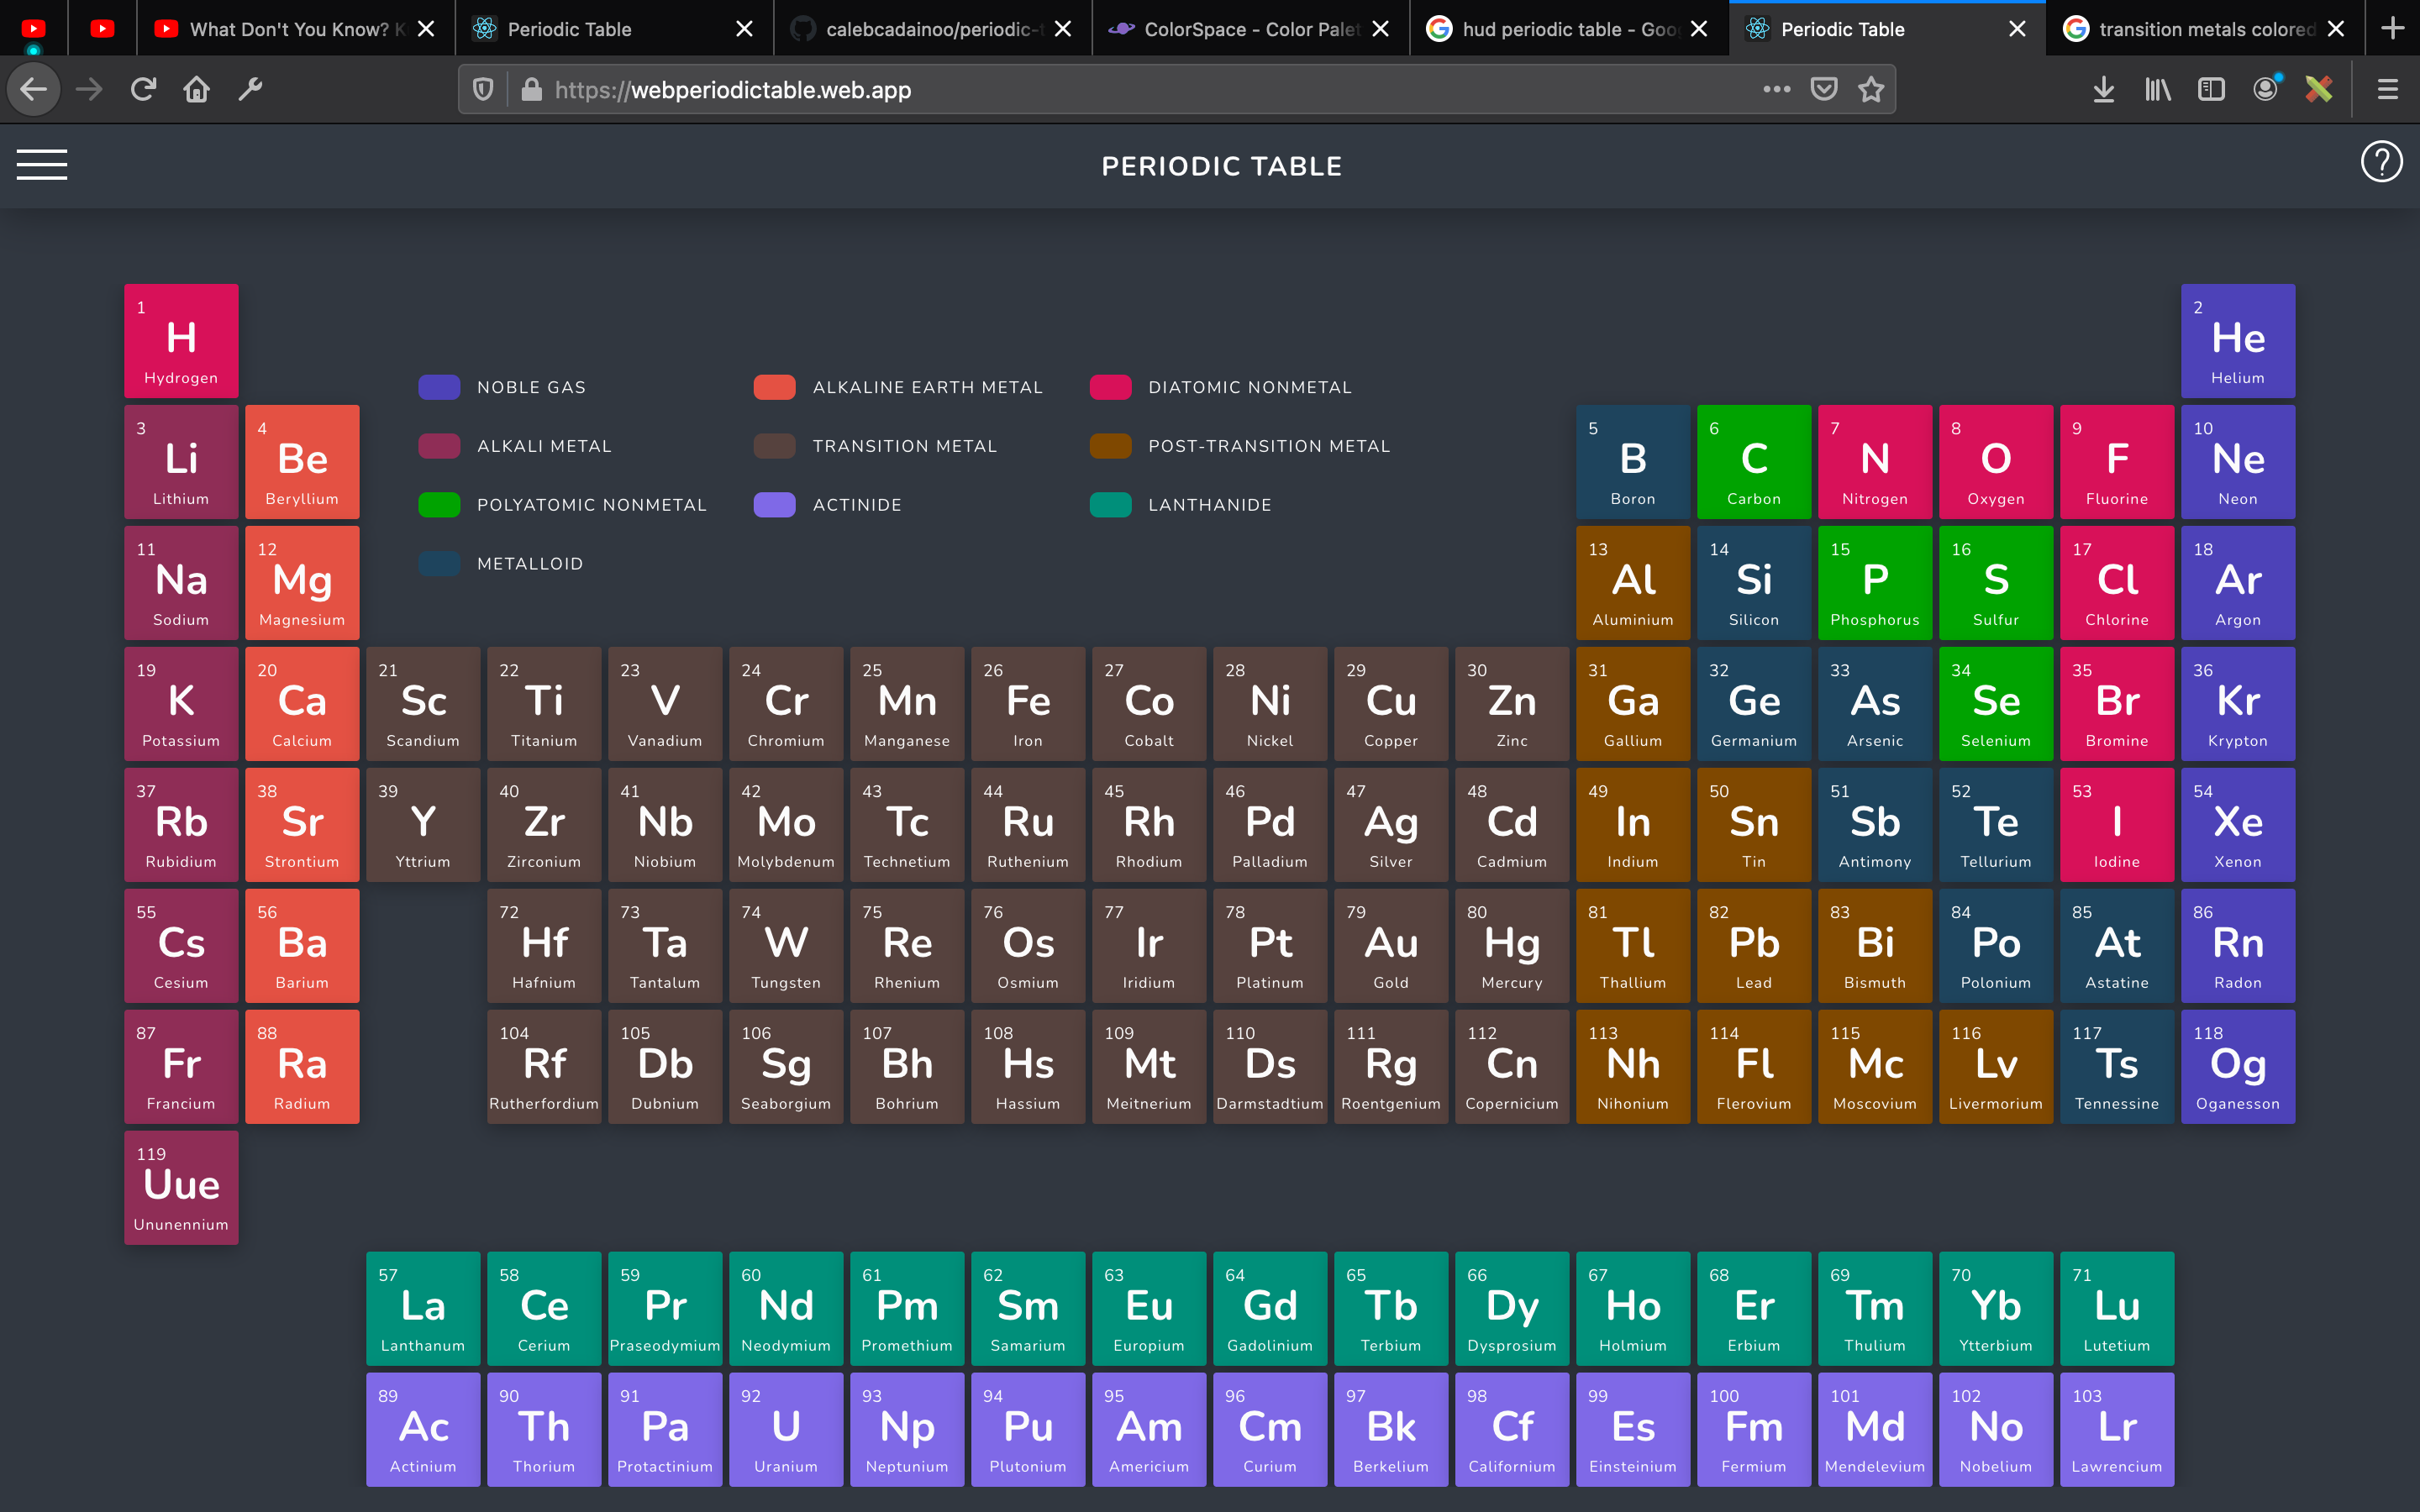 What Don't You Know? K
Periodic Table
calebcadainoo/periodic-t
ColorSpace - Color Palet
hud periodic table - Goo
Periodic Table
transition metals colored
https://webperiodictable.web.app
PERIODIC TABLE
1 H Hydrogen
2 He Helium
NOBLE GAS
ALKALINE EARTH METAL
DIATOMIC NONMETAL
ALKALI METAL
TRANSITION METAL
POST-TRANSITION METAL
POLYATOMIC NONMETAL
ACTINIDE
LANTHANIDE
METALLOID
3 Li Lithium
4 Be Beryllium
5 B Boron
6 C Carbon
7 N Nitrogen
8 O Oxygen
9 F Fluorine
10 Ne Neon
11 Na Sodium
12 Mg Magnesium
13 Al Aluminium
14 Si Silicon
15 P Phosphorus
16 S Sulfur
17 Cl Chlorine
18 Ar Argon
19 K Potassium
20 Ca Calcium
21 Sc Scandium
22 Ti Titanium
23 V Vanadium
24 Cr Chromium
25 Mn Manganese
26 Fe Iron
27 Co Cobalt
28 Ni Nickel
29 Cu Copper
30 Zn Zinc
31 Ga Gallium
32 Ge Germanium
33 As Arsenic
34 Se Selenium
35 Br Bromine
36 Kr Krypton
37 Rb Rubidium
38 Sr Strontium
39 Y Yttrium
40 Zr Zirconium
41 Nb Niobium
42 Mo Molybdenum
43 Tc Technetium
44 Ru Ruthenium
45 Rh Rhodium
46 Pd Palladium
47 Ag Silver
48 Cd Cadmium
49 In Indium
50 Sn Tin
51 Sb Antimony
52 Te Tellurium
53 I Iodine
54 Xe Xenon
55 Cs Cesium
56 Ba Barium
72 Hf Hafnium
73 Ta Tantalum
74 W Tungsten
75 Re Rhenium
76 Os Osmium
77 Ir Iridium
78 Pt Platinum
79 Au Gold
80 Hg Mercury
81 Tl Thallium
82 Pb Lead
83 Bi Bismuth
84 Po Polonium
85 At Astatine
86 Rn Radon
87 Fr Francium
88 Ra Radium
104 Rf Rutherfordium
105 Db Dubnium
106 Sg Seaborgium
107 Bh Bohrium
108 Hs Hassium
109 Mt Meitnerium
110 Ds Darmstadtium
111 Rg Roentgenium
112 Cn Copernicium
113 Nh Nihonium
114 Fl Flerovium
115 Mc Moscovium
116 Lv Livermorium
117 Ts Tennessine
118 Og Oganesson
119 Uue Ununennium
57 La Lanthanum
58 Ce Cerium
59 Pr Praseodymium
60 Nd Neodymium
61 Pm Promethium
62 Sm Samarium
63 Eu Europium
64 Gd Gadolinium
65 Tb Terbium
66 Dy Dysprosium
67 Ho Holmium
68 Er Erbium
69 Tm Thulium
70 Yb Ytterbium
71 Lu Lutetium
89 Ac Actinium
90 Th Thorium
91 Pa Protactinium
92 U Uranium
93 Np Neptunium
94 Pu Plutonium
95 Am Americium
96 Cm Curium
97 Bk Berkelium
98 Cf Californium
99 Es Einsteinium
100 Fm Fermium
101 Md Mendelevium
102 No Nobelium
103 Lr Lawrencium